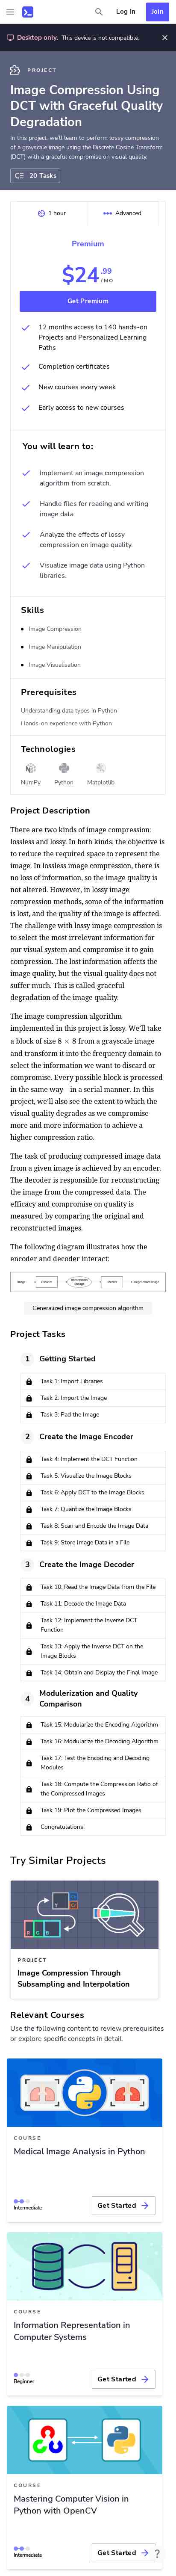 Log In
Join
Desktop only. This device is not compatible.
PROJECT
Image Compression Using
DCT with Graceful Quality
Degradation
In this project, we'll learn to perform lossy compression
of a grayscale image using the Discrete Cosine Transform
(DCT) with a graceful compromise on visual quality.
20 Tasks
1 hour
Advanced
Premium
$24.99
/ MO
Get Premium
12 months access to 140 hands-on
Projects and Personalized Learning
Paths
Completion certificates
New courses every week
Early access to new courses
You will learn to:
Implement an image compression
algorithm from scratch.
Handle files for reading and writing
image data.
Analyze the effects of lossy
compression on image quality.
Visualize image data using Python
libraries.
Skills
Image Compression
Image Manipulation
Image Visualisation
Prerequisites
Understanding data types in Python
Hands-on experience with Python
Technologies
NumPy
Python
Matplotlib
Project Description
There are two kinds of image compression:
lossless and lossy. In both kinds, the objective is
to reduce the required space to represent the
image. In lossless image compression, there is
no loss of information, so the image quality is
not altered. However, in lossy image
compression methods, some of the information
is lost, and the quality of the image is affected.
The challenge with lossy image compression is
to select the most irrelevant information for
our visual system and discard it to gain
compression. The lost information affects the
image quality, but the visual quality does not
suffer much. This is called graceful
degradation of image quality.
The image compression algorithm
implemented in this project is lossy. We'll take
a block of size 8 × 8 from a grayscale image
and transform it into a new domain to select
the information that we want to discard or
compromise. Every possible block is processed
in the same way—in a serial manner. In this
project, we'll also see the extent to which the
visual quality degrades as we compromise
more and more information to achieve a
higher compression ratio.
The task of producing compressed image data
from a given image is achieved by an encoder.
The decoder is responsible for reconstructing
the image from the compressed data. The
efficacy and compromise on quality is
measured by comparing the original and
reconstructed images.
The following diagram illustrates how the
encoder and decoder interact:
Image
Encoder
Transmission/
Storage
Decoder
Regenerated image
Generalized image compression algorithm
Project Tasks
1
Getting Started
Task 1: Import Libraries
Task 2: Import the Image
Task 3: Pad the Image
2
Create the Image Encoder
Task 4: Implement the DCT Function
Task 5: Visualize the Image Blocks
Task 6: Apply DCT to the Image Blocks
Task 7: Quantize the Image Blocks
Task 8: Scan and Encode the Image Data
Task 9: Store Image Data in a File
3
Create the Image Decoder
Task 10: Read the Image Data from the File
Task 11: Decode the Image Data
Task 12: Implement the Inverse DCT
Function
Task 13: Apply the Inverse DCT on the
Image Blocks
Task 14: Obtain and Display the Final Image
4
Modulerization and Quality
Comparison
Task 15: Modularize the Encoding Algorithm
Task 16: Modularize the Decoding Algorithm
Task 17: Test the Encoding and Decoding
Modules
Task 18: Compute the Compression Ratio of
the Compressed Images
Task 19: Plot the Compressed Images
Congratulations!
Try Similar Projects
R
G
B
PROJECT
Image Compression Through
Subsampling and Interpolation
Relevant Courses
Use the following content to review prerequisites
or explore specific concepts in detail.
COURSE
Medical Image Analysis in Python
Intermediate
Get Started
COURSE
Information Representation in
Computer Systems
Beginner
Get Started
COURSE
Mastering Computer Vision in
Python with OpenCV
Intermediate
Get Started
?